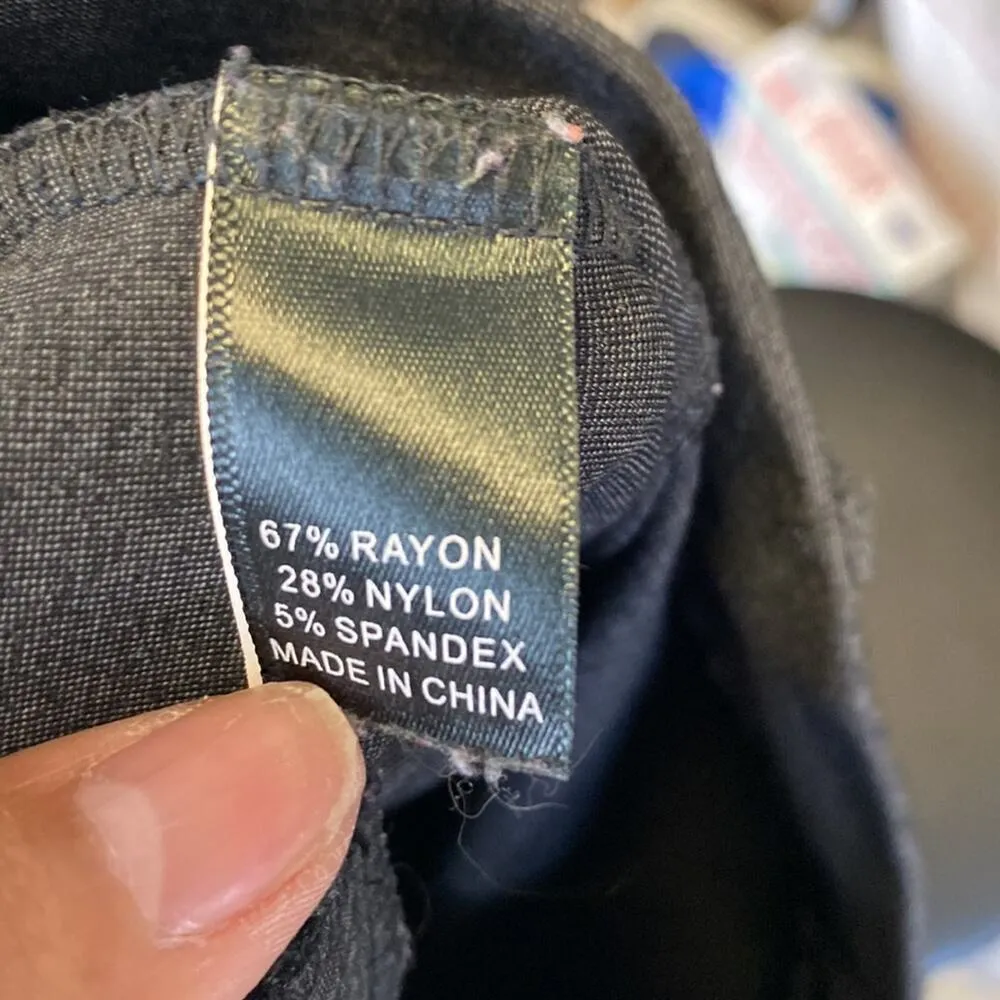 67% RAYON
28% NYLON
5% SPANDEX
MADE IN CHINA